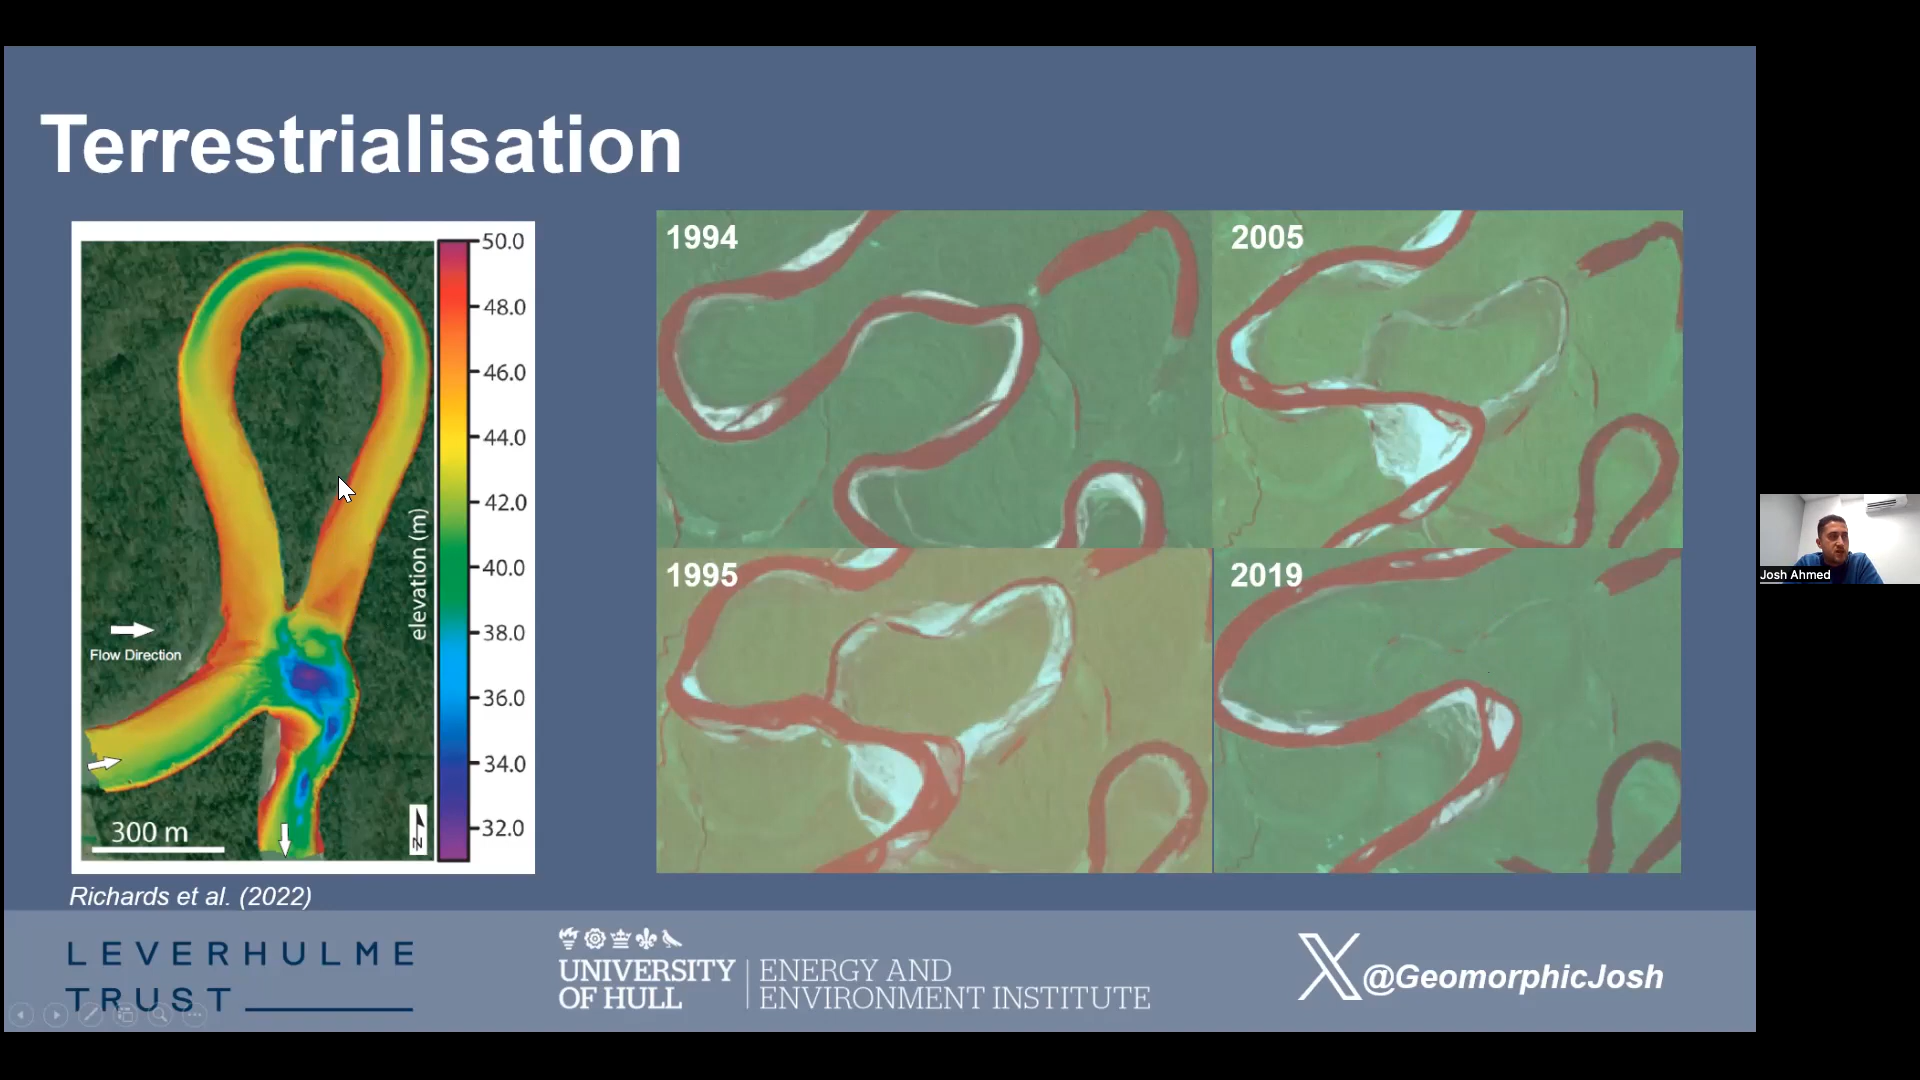 Terrestrialisation
50.0
48.0
46.0
44.0
42.0
40.0
38.0
36.0
34.0
32.0
elevation (m)
Flow Direction
300 m
N
Richards et al. (2022)
1994
2005
1995
2019
Josh Ahmed
LEVERHULME
TRUST
UNIVERSITY
OF HULL
ENERGY AND
ENVIRONMENT INSTITUTE
@GeomorphicJosh